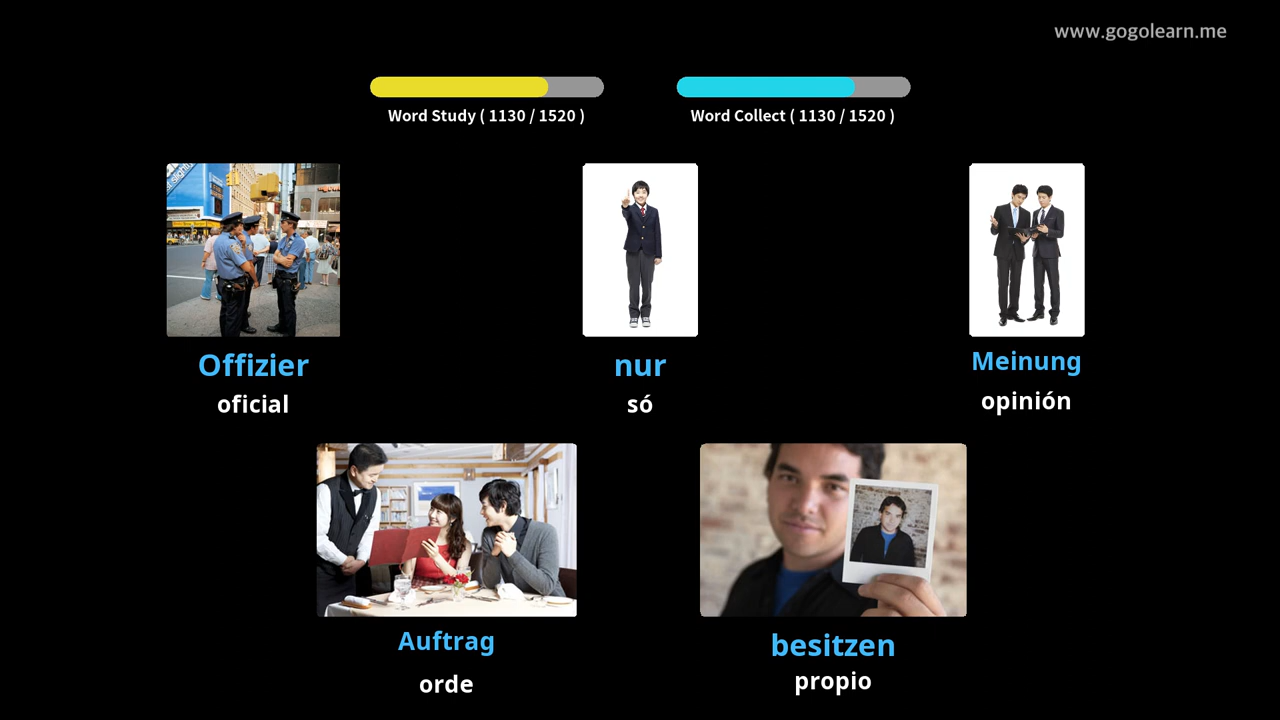 www.gogolearn.me
Word Study ( 1130 / 1520 )
Word Collect ( 1130 / 1520 )
Offizier
oficial
nur
só
Meinung
opinión
Auftrag
orde
besitzen
propio